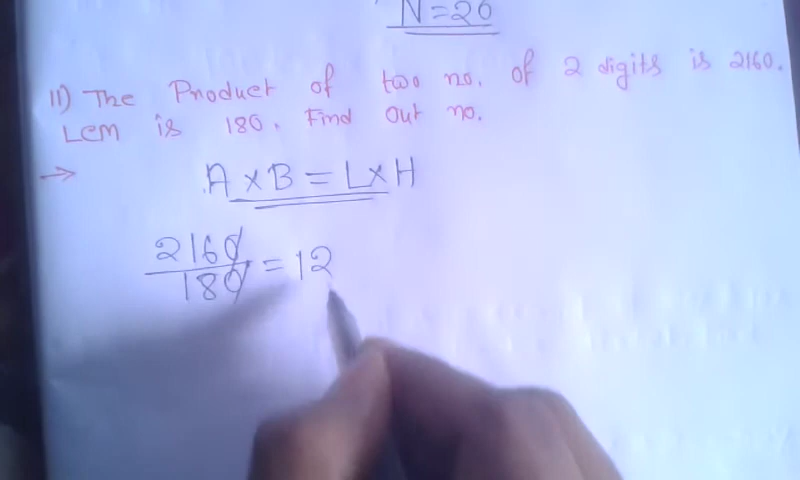 N=26
11) The Product of two no. of 2 digits is 2160.
LCM is 180. Find Out no.
→ A×B = L×H
2160/180 = 12